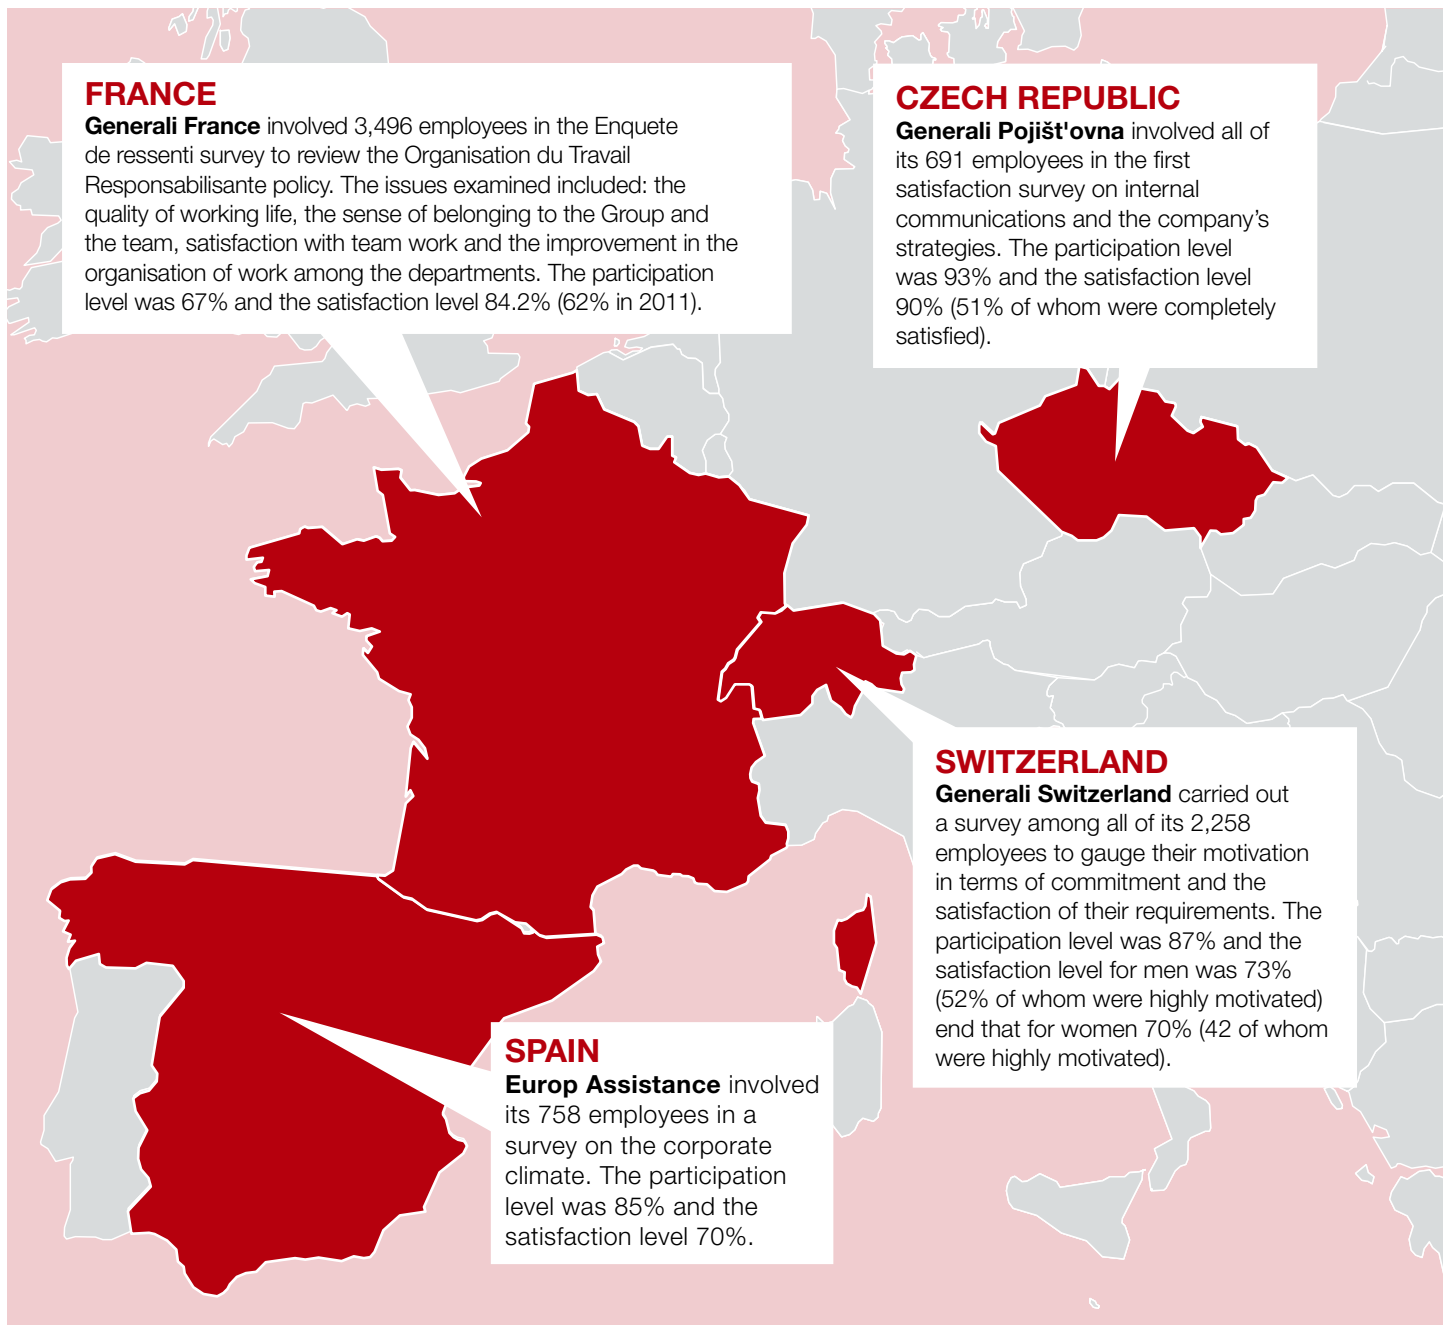 FRANCE
Generali France involved 3,496 employees in the Enquete
de ressenti survey to review the Organisation du Travail
Responsabilisante policy. The issues examined included: the
quality of working life, the sense of belonging to the Group and
the team, satisfaction with team work and the improvement in the
organisation of work among the departments. The participation
level was 67% and the satisfaction level 84.2% (62% in 2011).
CZECH REPUBLIC
Generali Pojišt'ovna involved all of
its 691 employees in the first
satisfaction survey on internal
communications and the company's
strategies. The participation level
was 93% and the satisfaction level
90% (51% of whom were completely
satisfied).
SWITZERLAND
Generali Switzerland carried out
a survey among all of its 2,258
employees to gauge their motivation
in terms of commitment and the
satisfaction of their requirements. The
participation level was 87% and the
satisfaction level for men was 73%
(52% of whom were highly motivated)
end that for women 70% (42 of whom
were highly motivated).
SPAIN
Europ Assistance involved
its 758 employees in a
survey on the corporate
climate. The participation
level was 85% and the
satisfaction level 70%.